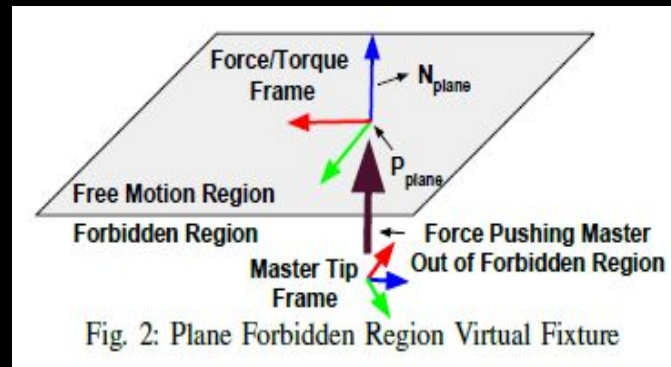 Force/Torque
Frame
N plane
P plane
Free Motion Region
Forbidden Region
Force Pushing Master
Out of Forbidden Region
Master Tip
Frame
Fig. 2: Plane Forbidden Region Virtual Fixture